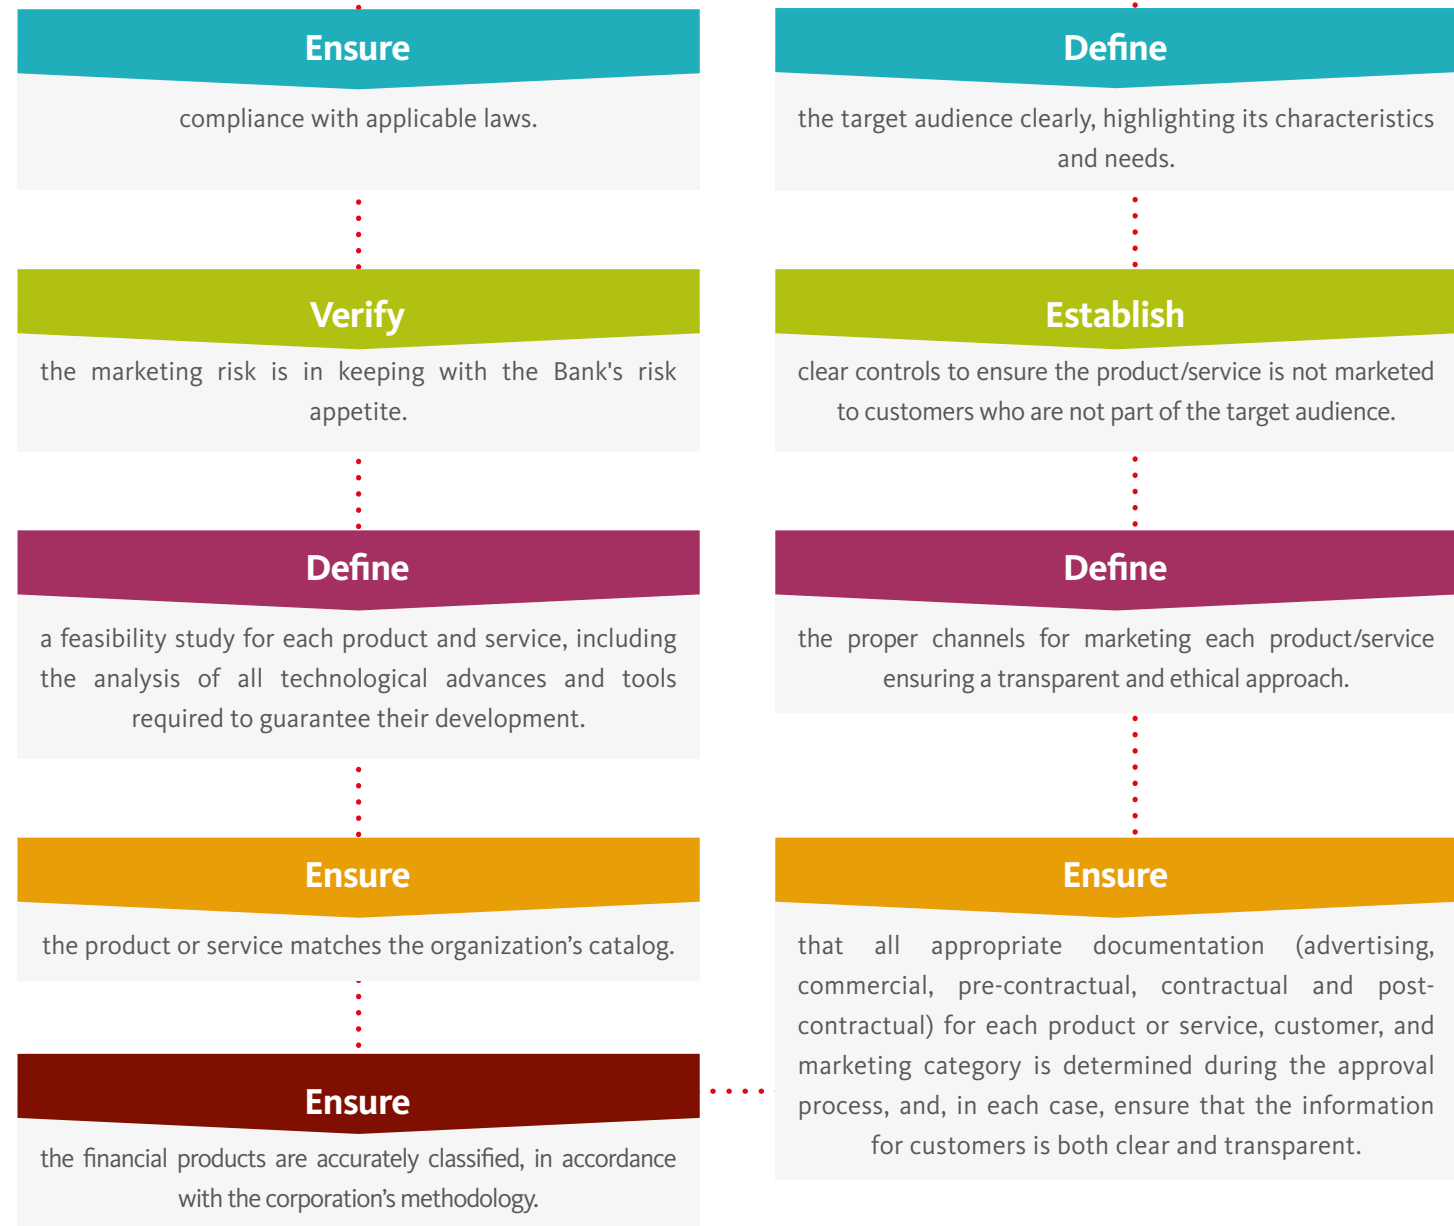 Ensure
compliance with applicable laws.
Verify
the marketing risk is in keeping with the Bank's risk
appetite.
Define
a feasibility study for each product and service, including
the analysis of all technological advances and tools
required to guarantee their development.
Ensure
the product or service matches the organization’s catalog.
Ensure
the financial products are accurately classified, in accordance
with the corporation’s methodology.
Define
the target audience clearly, highlighting its characteristics
and needs.
Establish
clear controls to ensure the product/service is not marketed
to customers who are not part of the target audience.
Define
the proper channels for marketing each product/service
ensuring a transparent and ethical approach.
Ensure
that all appropriate documentation (advertising,
commercial, pre-contractual, contractual and post-
contractual) for each product or service, customer, and
marketing category is determined during the approval
process, and, in each case, ensure that the information
for customers is both clear and transparent.